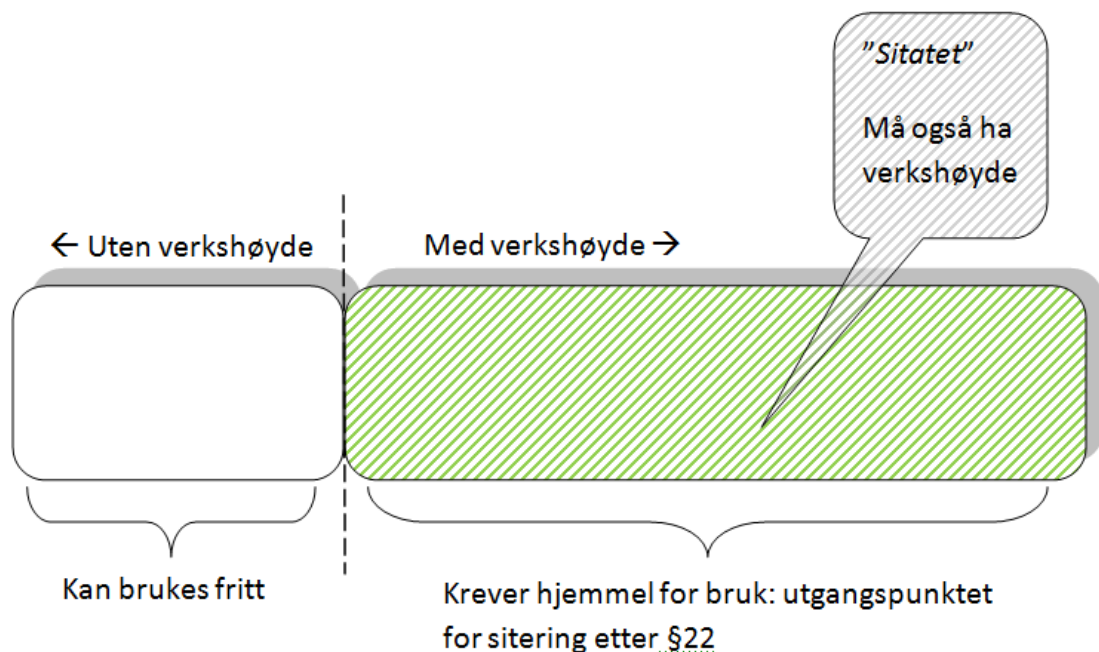 ”Sitatet”
Må også ha
verkshøyde
← Uten verkshøyde
Med verkshøyde →
Kan brukes fritt
Krever hjemmel for bruk: utgangspunktet
for sitering etter §22